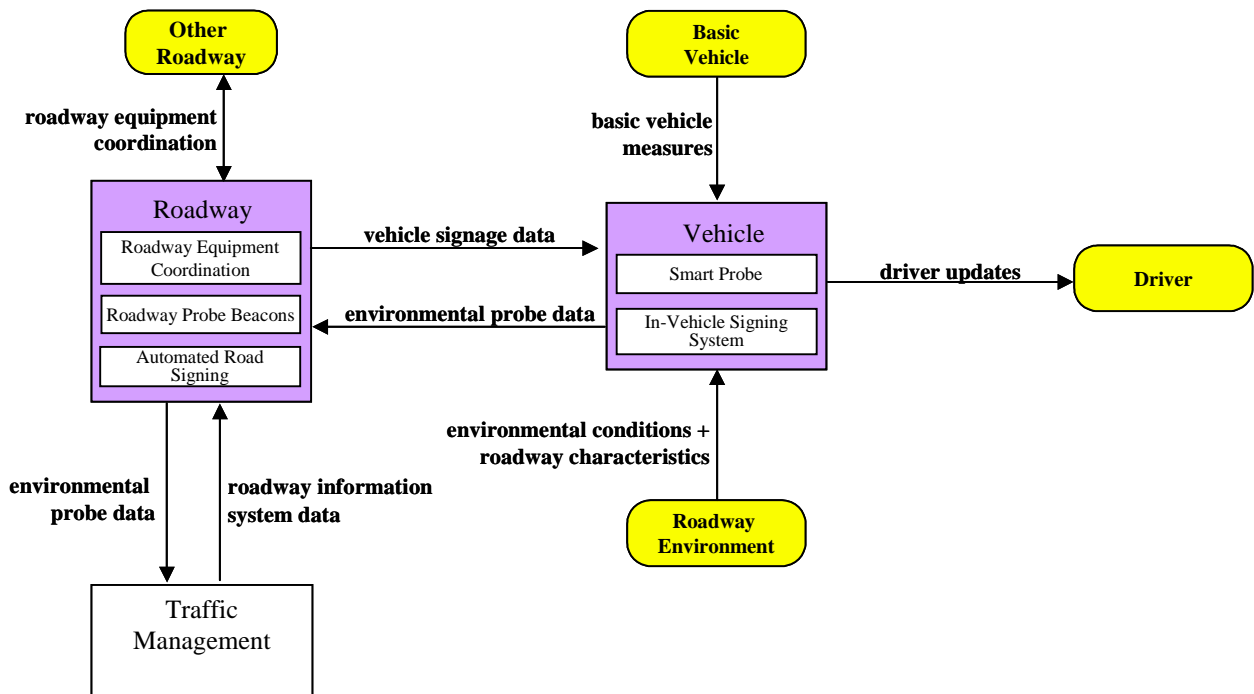 Other
Roadway
Basic
Vehicle
roadway equipment
coordination
basic vehicle
measures
Roadway
Roadway Equipment
Coordination
Roadway Probe Beacons
Automated Road
Signing
vehicle signage data
environmental probe data
Vehicle
Smart Probe
In-Vehicle Signing
System
driver updates
Driver
environmental conditions +
roadway characteristics
environmental
probe data
roadway information
system data
Roadway
Environment
Traffic
Management